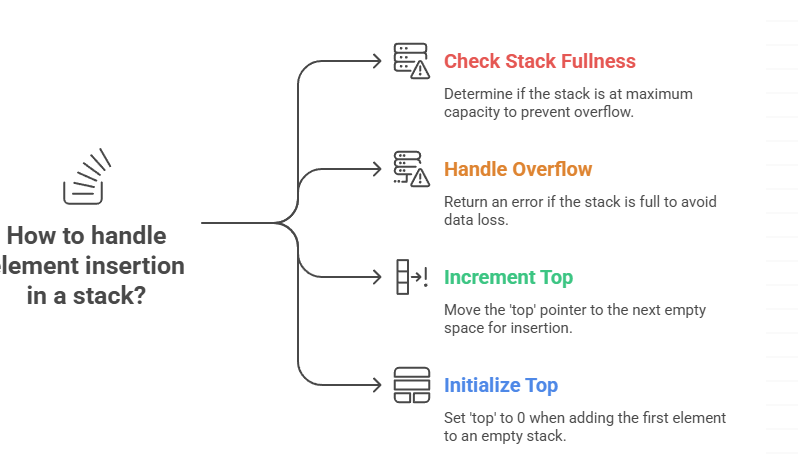 How to handle
element insertion
in a stack?
Check Stack Fullness
Determine if the stack is at maximum
capacity to prevent overflow.
Handle Overflow
Return an error if the stack is full to avoid
data loss.
Increment Top
Move the 'top' pointer to the next empty
space for insertion.
Initialize Top
Set 'top' to 0 when adding the first element
to an empty stack.